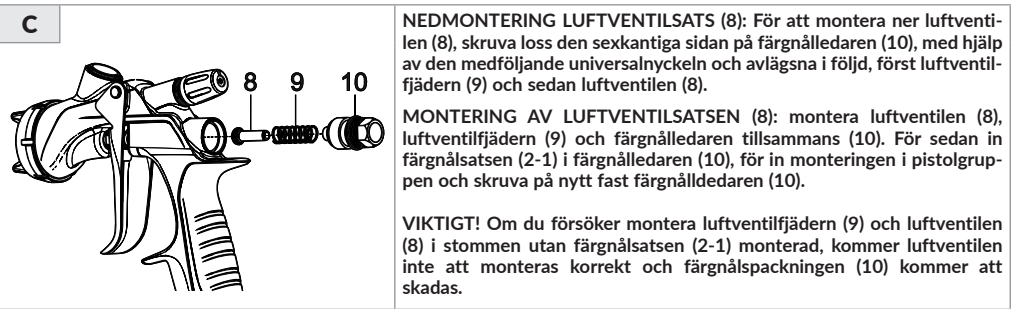 C
8 9 10
NEDMONTERING LUFTVENTILSATS (8): För att montera ner luftventi-
len (8), skruva loss den sexkantiga sidan på färgnålledaren (10), med hjälp
av den medföljande universalnyckeln och avlägsna i följd, först luftventil-
fjädern (9) och sedan luftventilen (8).
MONTERING AV LUFTVENTILSATSEN (8): montera luftventilen (8),
luftventilfjädern (9) och färgnålledaren tillsammans (10). För sedan in
färgnålsatsen (2-1) i färgnålledaren (10), för in monteringen i pistolgrup-
pen och skruva på nytt fast färgnålldedaren (10).
VIKTIGT! Om du försöker montera luftventilfjädern (9) och luftventilen
(8) i stommen utan färgnålsatsen (2-1) monterad, kommer luftventilen
inte att monteras korrekt och färgnålspackningen (10) kommer att
skadas.